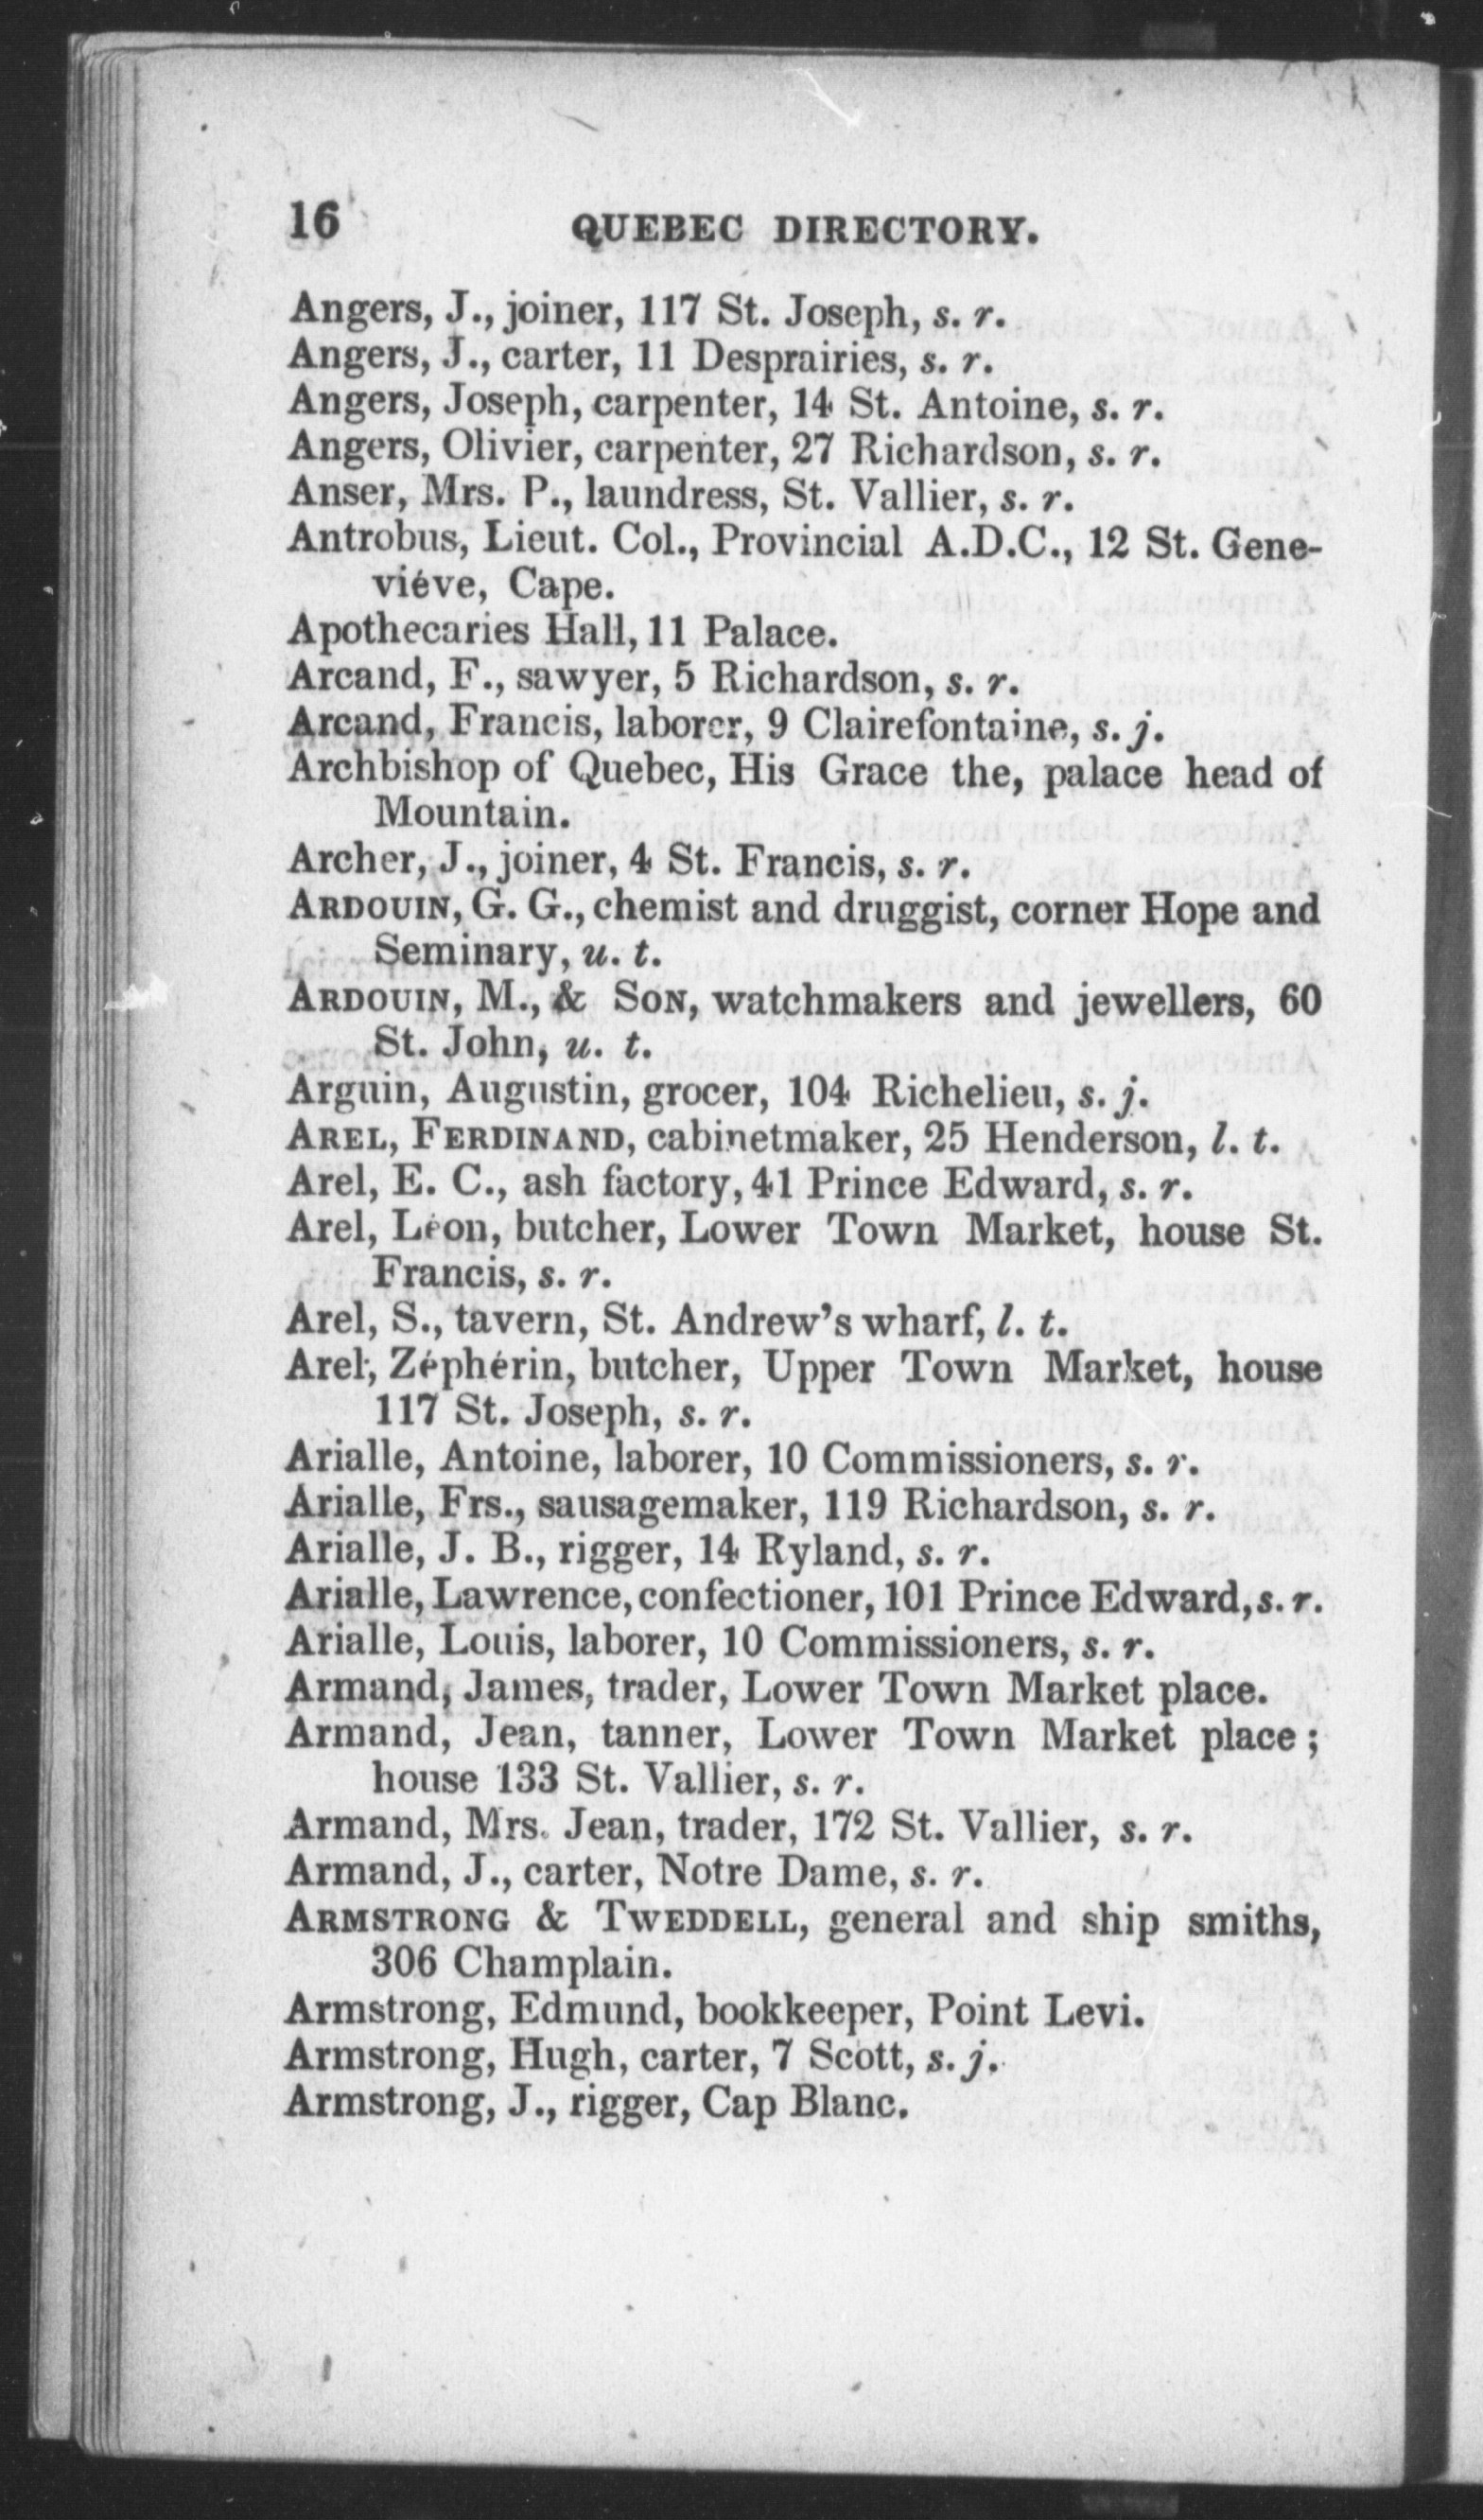 16 QUEBEC DIRECTORY.
Angers, J., joiner, 117 St. Joseph, s. r.
Angers, J., carter, 11 Desprairies, s. r.
Angers, Joseph, carpenter, 14 St. Antoine, s. r.
Angers, Olivier, carpenter, 27 Richardson, s. r.
Anser, Mrs. P., laundress, St. Vallier, s. r.
Antrobus, Lieut. Col., Provincial A.D.C., 12 St. Gene-
viéve, Cape.
Apothecaries Hall, 11 Palace.
Arcand, F., sawyer, 5 Richardson, s. r.
Arcand, Francis, laborer, 9 Clairefontaine, s. j.
Archbishop of Quebec, His Grace the, palace head of
Mountain.
Archer, J., joiner, 4 St. Francis, s. r.
ARDOUIN, G. G., chemist and druggist, corner Hope and
Seminary, u. t.
ARDOUIN, M., & SON, watchmakers and jewellers, 60
St. John, u. t.
Arguin, Augustin, grocer, 104 Richelieu, s. j.
AREL, FERDINAND, cabinetmaker, 25 Henderson, l. t.
Arel, E. C., ash factory, 41 Prince Edward, s. r.
Arel, Léon, butcher, Lower Town Market, house St.
Francis, s. r.
Arel, S., tavern, St. Andrew's wharf, l. t.
Arel, Zéphérin, butcher, Upper Town Market, house
117 St. Joseph, s. r.
Arialle, Antoine, laborer, 10 Commissioners, s. r.
Arialle, Frs., sausagemaker, 119 Richardson, s. r.
Arialle, J. B., rigger, 14 Ryland, s. r.
Arialle, Lawrence, confectioner, 101 Prince Edward, s. r.
Arialle, Louis, laborer, 10 Commissioners, s. r.
Armand, James, trader, Lower Town Market place.
Armand, Jean, tanner, Lower Town Market place;
house 133 St. Vallier, s. r.
Armand, Mrs. Jean, trader, 172 St. Vallier, s. r.
Armand, J., carter, Notre Dame, s. r.
ARMSTRONG & TWEDDELL, general and ship smiths,
306 Champlain.
Armstrong, Edmund, bookkeeper, Point Levi.
Armstrong, Hugh, carter, 7 Scott, s. j.
Armstrong, J., rigger, Cap Blanc.